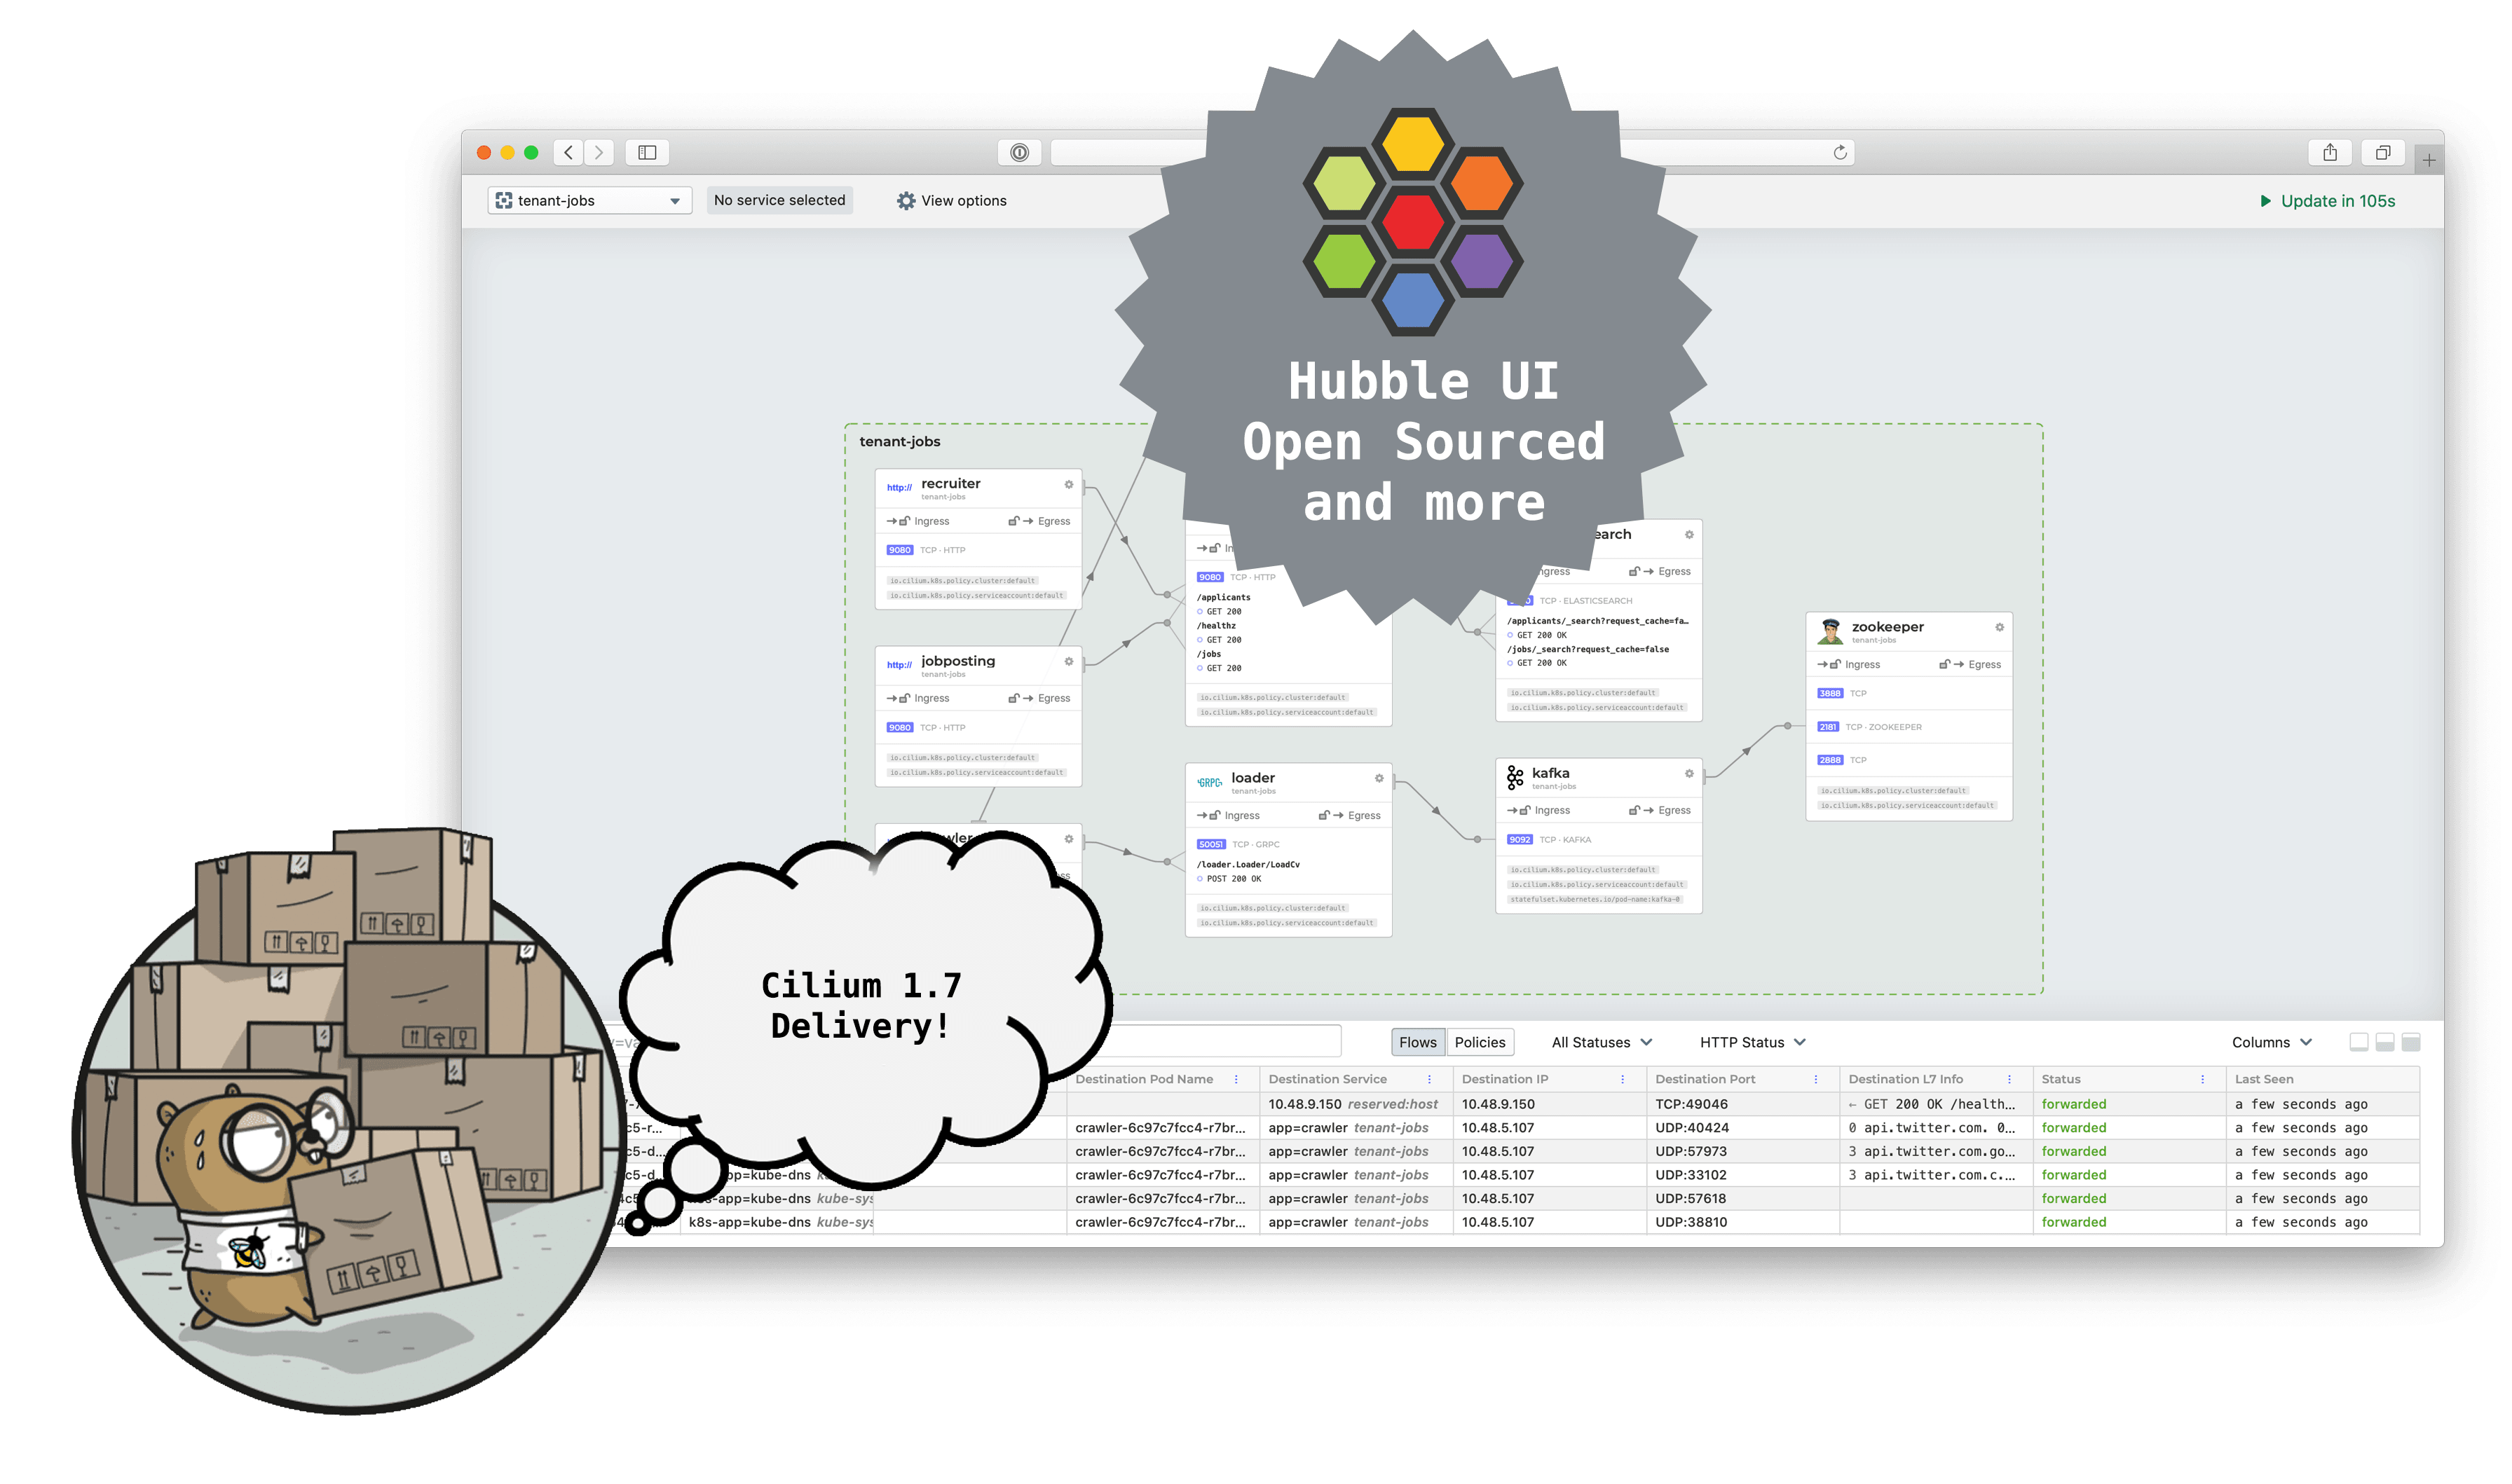 tenant-jobs
No service selected
View options
Update in 105s
Hubble UI
Open Sourced
and more
tenant-jobs
http://
recruiter
tenant-jobs
Ingress
Egress
9080 TCP · HTTP
io.cilium.k8s.policy.cluster:default
io.cilium.k8s.policy.serviceaccount:default
http://
jobposting
tenant-jobs
Ingress
Egress
9080 TCP · HTTP
io.cilium.k8s.policy.cluster:default
io.cilium.k8s.policy.serviceaccount:default
9080 TCP · HTTP
/applicants
GET 200
/healthz
GET 200
/jobs
GET 200
io.cilium.k8s.policy.cluster:default
io.cilium.k8s.policy.serviceaccount:default
GRPC
loader
tenant-jobs
Ingress
Egress
50051 TCP · GRPC
/loader.Loader/LoadCv
POST 200 OK
io.cilium.k8s.policy.cluster:default
io.cilium.k8s.policy.serviceaccount:default
Egress
TCP · ELASTICSEARCH
/applicants/_search?request_cache=fa…
GET 200 OK
/jobs/_search?request_cache=false
GET 200 OK
io.cilium.k8s.policy.cluster:default
io.cilium.k8s.policy.serviceaccount:default
kafka
tenant-jobs
Ingress
Egress
9092 TCP · KAFKA
io.cilium.k8s.policy.cluster:default
io.cilium.k8s.policy.serviceaccount:default
statefulset.kubernetes.io/pod-name:kafka-0
zookeeper
tenant-jobs
Ingress
Egress
3888 TCP
2181 TCP · ZOOKEEPER
2888 TCP
io.cilium.k8s.policy.cluster:default
io.cilium.k8s.policy.serviceaccount:default
Cilium 1.7
Delivery!
Flows Policies All Statuses HTTP Status Columns
Destination Pod Name Destination Service Destination IP Destination Port Destination L7 Info Status Last Seen
10.48.9.150 reserved:host 10.48.9.150 TCP:49046 ← GET 200 OK /health… forwarded a few seconds ago
crawler-6c97c7fcc4-r7br… app=crawler tenant-jobs 10.48.5.107 UDP:40424 0 api.twitter.com. 0… forwarded a few seconds ago
crawler-6c97c7fcc4-r7br… app=crawler tenant-jobs 10.48.5.107 UDP:57973 3 api.twitter.com.go… forwarded a few seconds ago
app=kube-dns crawler-6c97c7fcc4-r7br… app=crawler tenant-jobs 10.48.5.107 UDP:33102 3 api.twitter.com.c.… forwarded a few seconds ago
app=kube-dns kube-sys crawler-6c97c7fcc4-r7br… app=crawler tenant-jobs 10.48.5.107 UDP:57618 forwarded a few seconds ago
k8s-app=kube-dns kube-sys crawler-6c97c7fcc4-r7br… app=crawler tenant-jobs 10.48.5.107 UDP:38810 forwarded a few seconds ago